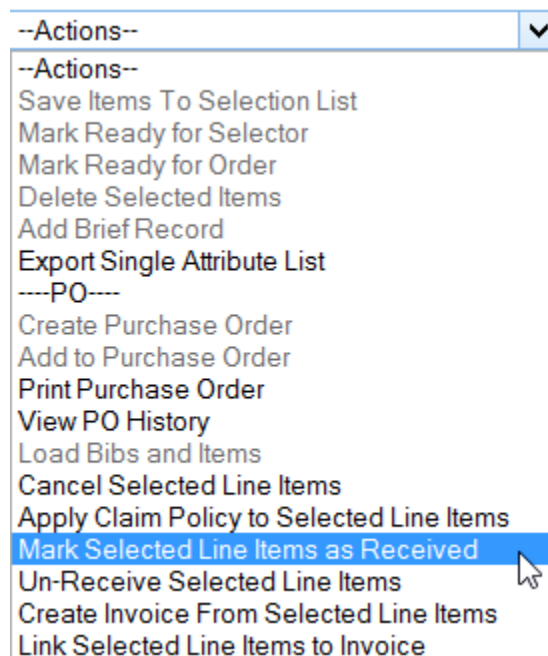 --Actions--
--Actions--
Save Items To Selection List
Mark Ready for Selector
Mark Ready for Order
Delete Selected Items
Add Brief Record
Export Single Attribute List
----PO----
Create Purchase Order
Add to Purchase Order
Print Purchase Order
View PO History
Load Bibs and Items
Cancel Selected Line Items
Apply Claim Policy to Selected Line Items
Mark Selected Line Items as Received
Un-Receive Selected Line Items
Create Invoice From Selected Line Items
Link Selected Line Items to Invoice